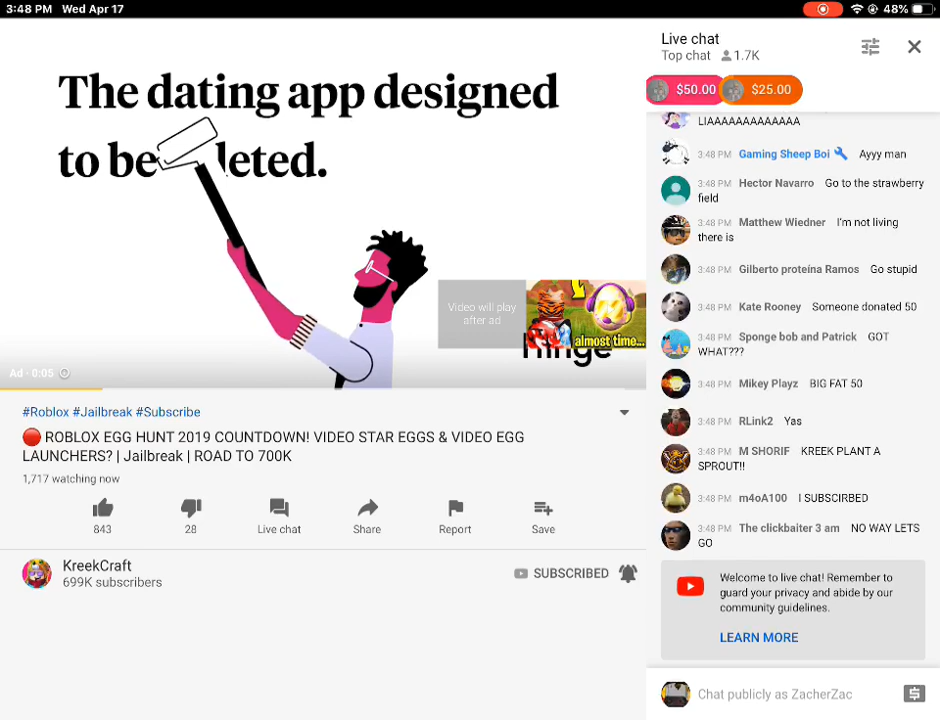 3:48 PM Wed Apr 17
48%
The dating app designed
to be leted.
Video will play
after ad
almost time...
hinge
Ad · 0:05
#Roblox #Jailbreak #Subscribe
🔴 ROBLOX EGG HUNT 2019 COUNTDOWN! VIDEO STAR EGGS & VIDEO EGG
LAUNCHERS? | Jailbreak | ROAD TO 700K
1,717 watching now
843
28
Live chat
Share
Report
Save
KreekCraft
699K subscribers
SUBSCRIBED
Live chat
Top chat 1.7K
$50.00
$25.00
LIAAAAAAAAAAAAA
3:48 PM Gaming Sheep Boi Ayyy man
3:48 PM Hector Navarro Go to the strawberry
field
3:48 PM Matthew Wiedner I'm not living
there is
3:48 PM Gilberto proteína Ramos Go stupid
3:48 PM Kate Rooney Someone donated 50
3:48 PM Sponge bob and Patrick GOT
WHAT???
3:48 PM Mikey Playz BIG FAT 50
3:48 PM RLink2 Yas
3:48 PM M SHORIF KREEK PLANT A
SPROUT!!
3:48 PM m4oA100 I SUBSCIRBED
3:48 PM The clickbaiter 3 am NO WAY LETS
GO
Welcome to live chat! Remember to
guard your privacy and abide by our
community guidelines.
LEARN MORE
Chat publicly as ZacherZac